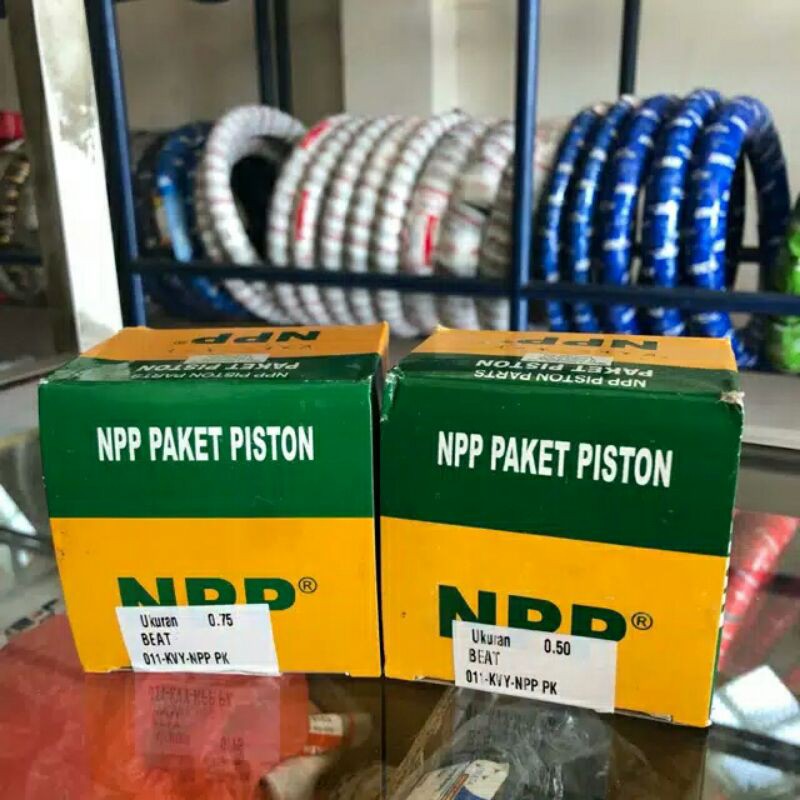 NPP®
PAKET PISTON
NPP PISTON PARTS
NPP PAKET PISTON
NPP®
Ukuran 0.75
BEAT
011-KVY-NPP PK
NPP PISTON PARTS
PAKET PISTON
NPP PAKET PISTON
NPP®
Ukuran 0.50
BEAT
011-KVY-NPP PK